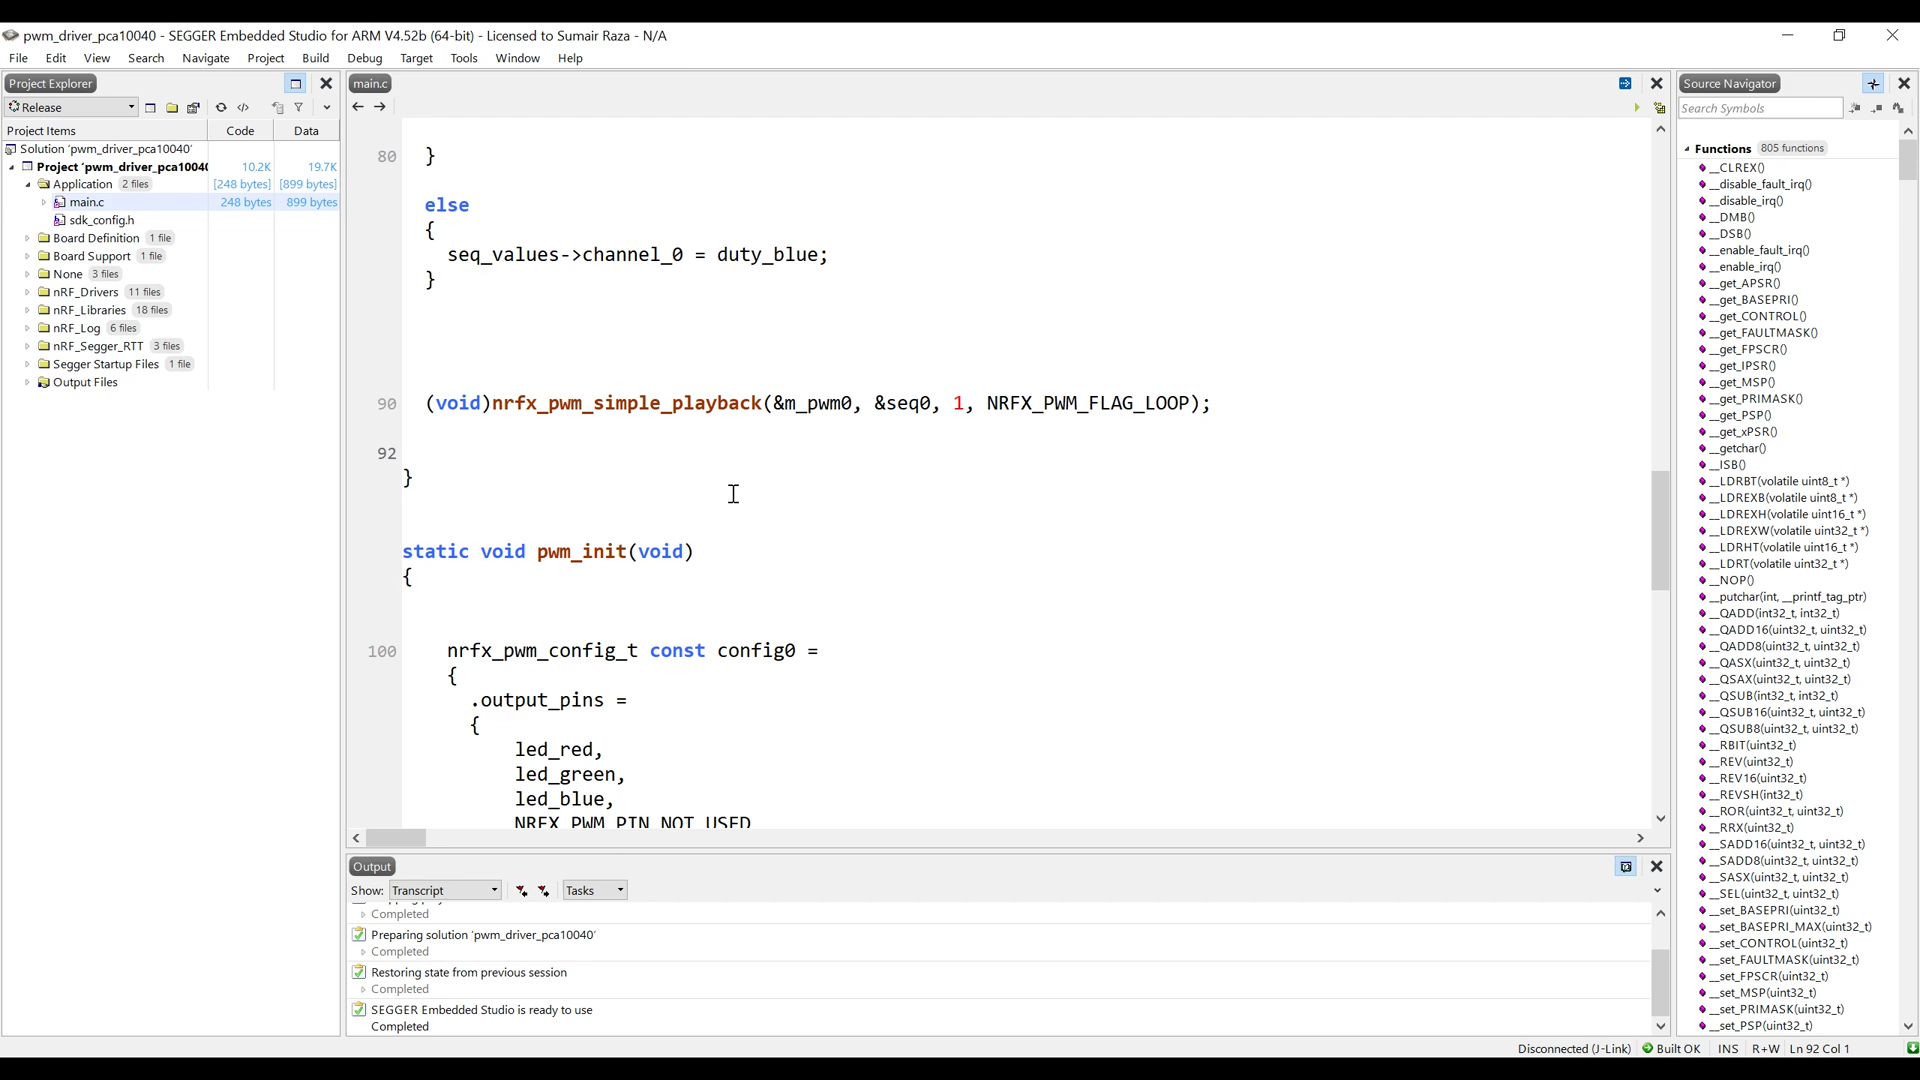 pwm_driver_pca10040 - SEGGER Embedded Studio for ARM V4.52b (64-bit) - Licensed to Sumair Raza - N/A
File Edit View Search Navigate Project Build Debug Target Tools Window Help
Project Explorer
Release
Project Items Code Data
Solution 'pwm_driver_pca10040'
Project 'pwm_driver_pca10040 10.2K 19.7K
Application 2 files [248 bytes] [899 bytes]
main.c 248 bytes 899 bytes
sdk_config.h
Board Definition 1 file
Board Support 1 file
None 3 files
nRF_Drivers 11 files
nRF_Libraries 18 files
nRF_Log 6 files
nRF_Segger_RTT 3 files
Segger Startup Files 1 file
Output Files
main.c
80 }
else
{
seq_values->channel_0 = duty_blue;
}
90 (void)nrfx_pwm_simple_playback(&m_pwm0, &seq0, 1, NRFX_PWM_FLAG_LOOP);
92
}
static void pwm_init(void)
{
100 nrfx_pwm_config_t const config0 =
{
.output_pins =
{
led_red,
led_green,
led_blue,
NRFX_PWM_PIN_NOT_USED
Output
Show: Transcript Tasks
Completed
Preparing solution 'pwm_driver_pca10040'
Completed
Restoring state from previous session
Completed
SEGGER Embedded Studio is ready to use
Completed
Source Navigator
Search Symbols
Functions 805 functions
__CLREX()
__disable_fault_irq()
__disable_irq()
__DMB()
__DSB()
__enable_fault_irq()
__enable_irq()
__get_APSR()
__get_BASEPRI()
__get_CONTROL()
__get_FAULTMASK()
__get_FPSCR()
__get_IPSR()
__get_MSP()
__get_PRIMASK()
__get_PSP()
__get_xPSR()
__getchar()
__ISB()
__LDRBT(volatile uint8_t *)
__LDREXB(volatile uint8_t *)
__LDREXH(volatile uint16_t *)
__LDREXW(volatile uint32_t *)
__LDRHT(volatile uint16_t *)
__LDRT(volatile uint32_t *)
__NOP()
__putchar(int, __printf_tag_ptr)
__QADD(int32_t, int32_t)
__QADD16(uint32_t, uint32_t)
__QADD8(uint32_t, uint32_t)
__QASX(uint32_t, uint32_t)
__QSAX(uint32_t, uint32_t)
__QSUB(int32_t, int32_t)
__QSUB16(uint32_t, uint32_t)
__QSUB8(uint32_t, uint32_t)
__RBIT(uint32_t)
__REV(uint32_t)
__REV16(uint32_t)
__REVSH(int32_t)
__ROR(uint32_t, uint32_t)
__RRX(uint32_t)
__SADD16(uint32_t, uint32_t)
__SADD8(uint32_t, uint32_t)
__SASX(uint32_t, uint32_t)
__SEL(uint32_t, uint32_t)
__set_BASEPRI(uint32_t)
__set_BASEPRI_MAX(uint32_t)
__set_CONTROL(uint32_t)
__set_FAULTMASK(uint32_t)
__set_FPSCR(uint32_t)
__set_MSP(uint32_t)
__set_PRIMASK(uint32_t)
__set_PSP(uint32_t)
Disconnected (J-Link) Built OK INS R+W Ln 92 Col 1